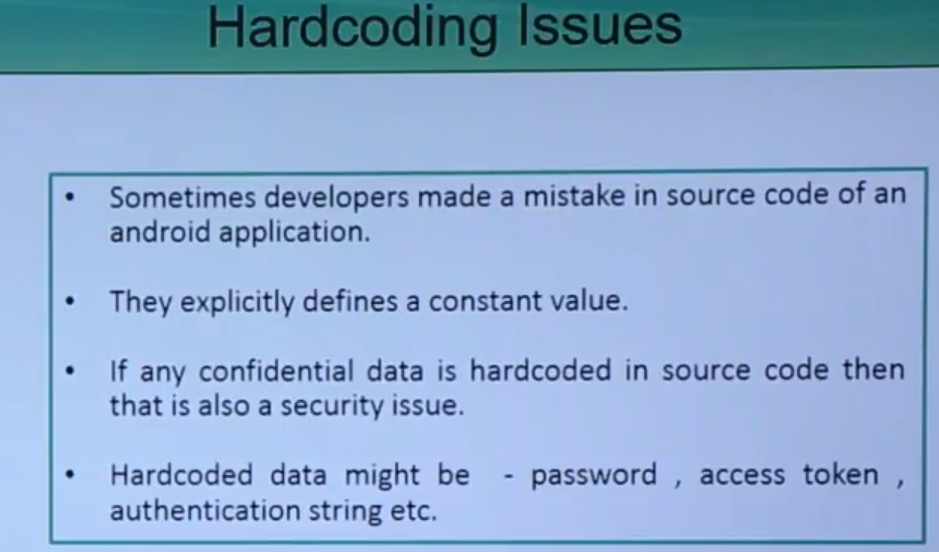 Hardcoding Issues
• Sometimes developers made a mistake in source code of an
android application.
• They explicitly defines a constant value.
• If any confidential data is hardcoded in source code then
that is also a security issue.
• Hardcoded data might be - password , access token ,
authentication string etc.